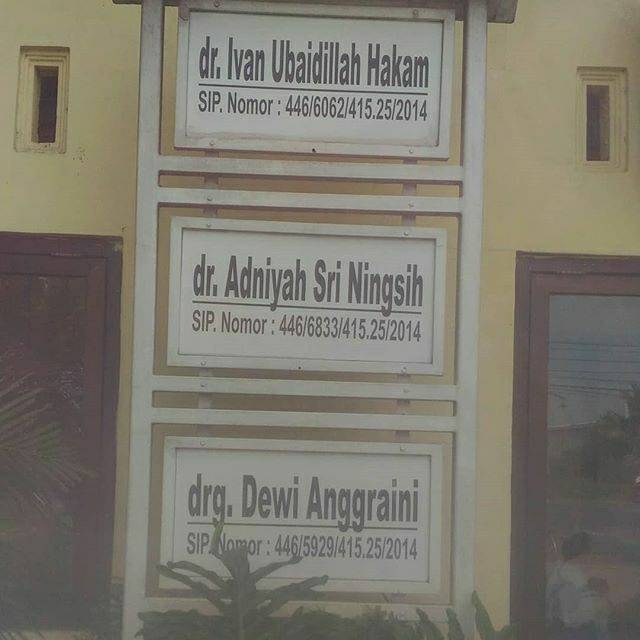 dr. Ivan Ubaidillah Hakam
SIP. Nomor : 446/6062/415.25/2014
dr. Adniyah Sri Ningsih
SIP. Nomor : 446/6833/415.25/2014
drg. Dewi Anggraini
SIP. Nomor : 446/5929/415.25/2014